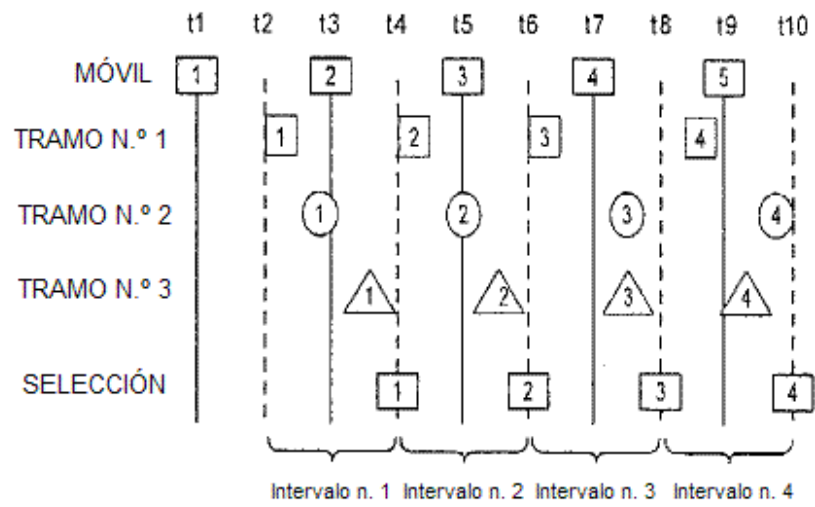 t1 t2 t3 t4 t5 t6 t7 t8 t9 t10
MÓVIL 1 2 3 4 5
TRAMO N.º 1 1 2 3 4
TRAMO N.º 2 1 2 3 4
TRAMO N.º 3 1 2 3 4
SELECCIÓN 1 2 3 4
Intervalo n. 1 Intervalo n. 2 Intervalo n. 3 Intervalo n. 4